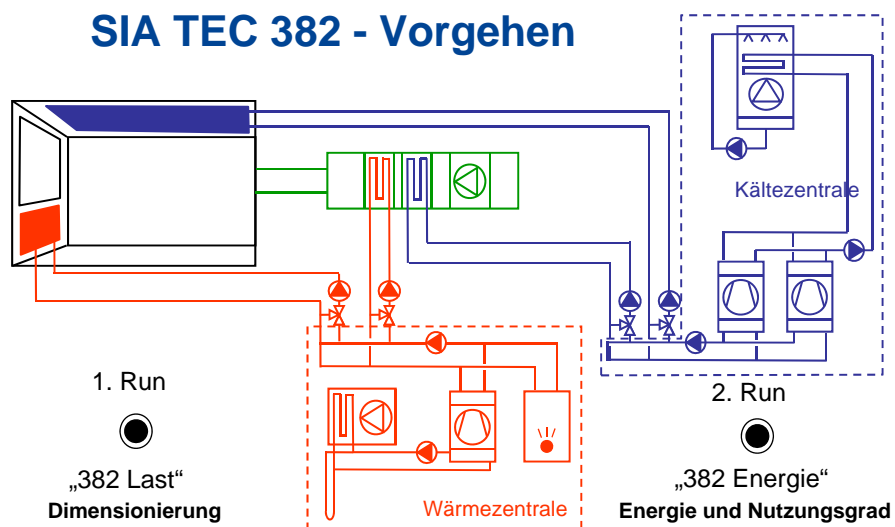 SIA TEC 382 - Vorgehen
Kältezentrale
1. Run
„382 Last“
Dimensionierung
Wärmezentrale
2. Run
„382 Energie“
Energie und Nutzungsgrad